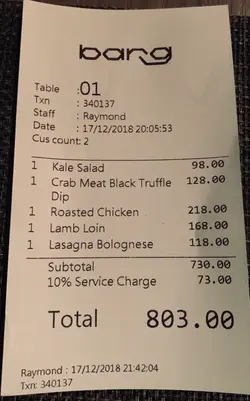 bang
Table :01
Txn : 340137
Staff : Raymond
Date : 17/12/2018 20:05:53
Cus count: 2
1 Kale Salad 98.00
1 Crab Meat Black Truffle 128.00
Dip
1 Roasted Chicken 218.00
1 Lamb Loin 168.00
1 Lasagna Bolognese 118.00
Subtotal 730.00
10% Service Charge 73.00
Total 803.00
Raymond : 17/12/2018 21:42:04
Txn: 340137